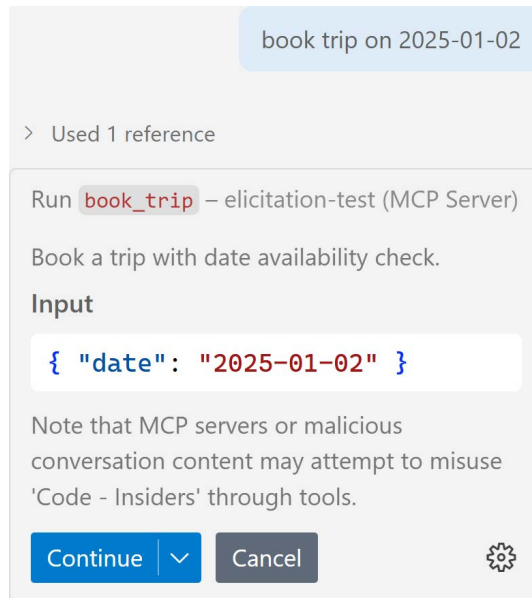 book trip on 2025-01-02
Used 1 reference
Run book_trip – elicitation-test (MCP Server)
Book a trip with date availability check.
Input
{ "date": "2025-01-02" }
Note that MCP servers or malicious
conversation content may attempt to misuse
'Code - Insiders' through tools.
Continue
Cancel